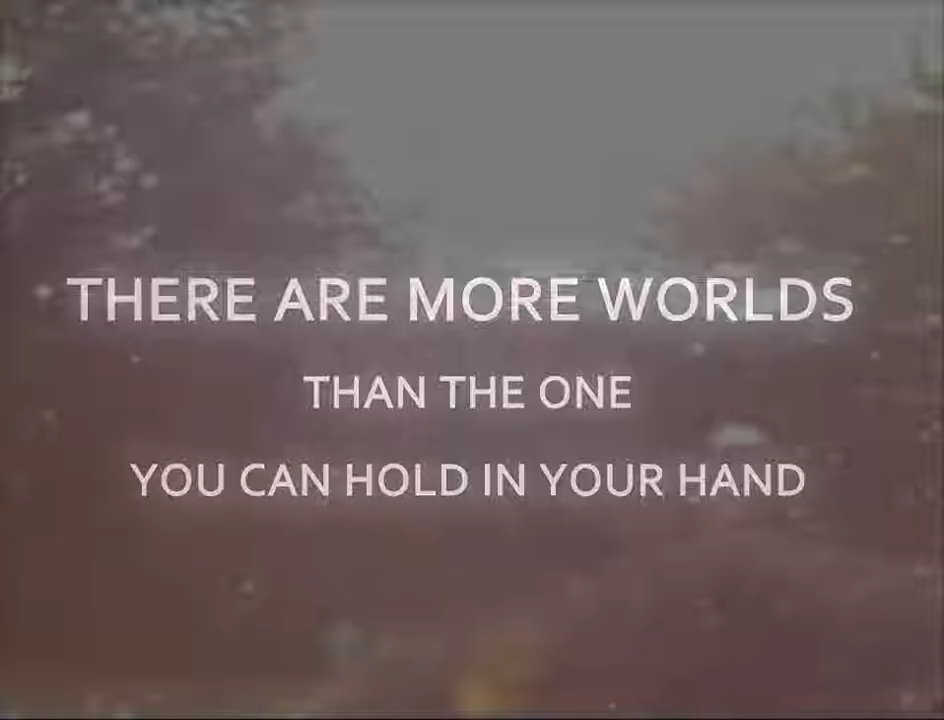 THERE ARE MORE WORLDS
THAN THE ONE
YOU CAN HOLD IN YOUR HAND